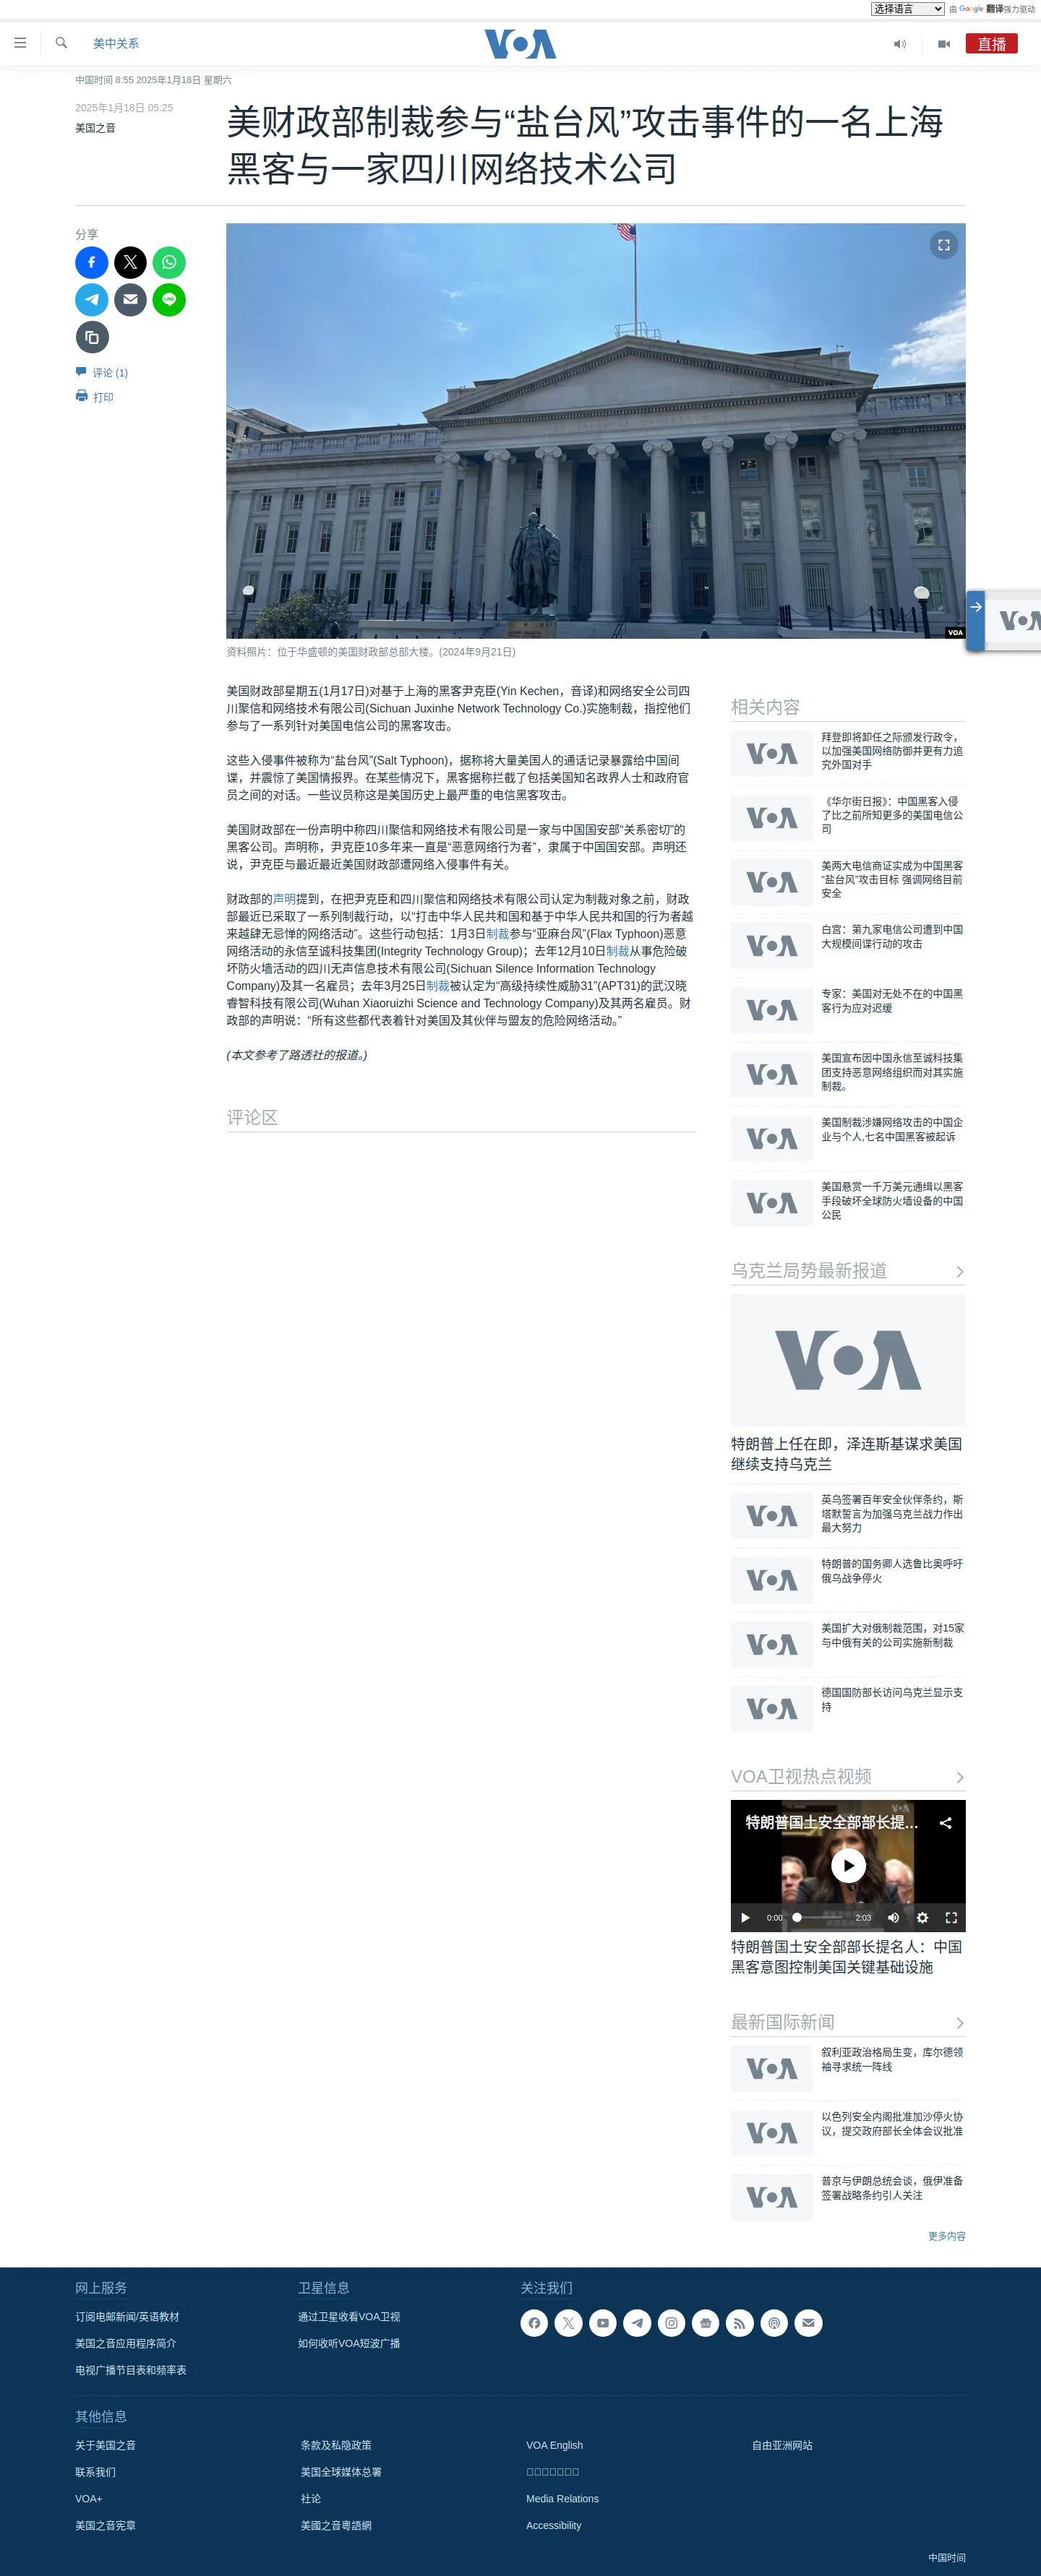 选择语言 由 Google 翻译强力驱动
美中关系
VOA
直播
中国时间 8:55 2025年1月18日 星期六
2025年1月18日 05:25
美国之音
美财政部制裁参与“盐台风”攻击事件的一名上海
黑客与一家四川网络技术公司
分享
评论 (1)
打印
VOA
资料照片：位于华盛顿的美国财政部总部大楼。(2024年9月21日)
美国财政部星期五(1月17日)对基于上海的黑客尹克臣(Yin Kechen，音译)和网络安全公司四
川聚信和网络技术有限公司(Sichuan Juxinhe Network Technology Co.)实施制裁，指控他们
参与了一系列针对美国电信公司的黑客攻击。
这些入侵事件被称为“盐台风”(Salt Typhoon)，据称将大量美国人的通话记录暴露给中国间
谍，并震惊了美国情报界。在某些情况下，黑客据称拦截了包括美国知名政界人士和政府官
员之间的对话。一些议员称这是美国历史上最严重的电信黑客攻击。
美国财政部在一份声明中称四川聚信和网络技术有限公司是一家与中国国安部“关系密切”的
黑客公司。声明称，尹克臣10多年来一直是“恶意网络行为者”，隶属于中国国安部。声明还
说，尹克臣与最近最近美国财政部遭网络入侵事件有关。
财政部的声明提到，在把尹克臣和四川聚信和网络技术有限公司认定为制裁对象之前，财政
部最近已采取了一系列制裁行动，以“打击中华人民共和国和基于中华人民共和国的行为者越
来越肆无忌惮的网络活动”。这些行动包括：1月3日制裁参与“亚麻台风”(Flax Typhoon)恶意
网络活动的永信至诚科技集团(Integrity Technology Group)；去年12月10日制裁从事危险破
坏防火墙活动的四川无声信息技术有限公司(Sichuan Silence Information Technology
Company)及其一名雇员；去年3月25日制裁被认定为“高级持续性威胁31”(APT31)的武汉晓
睿智科技有限公司(Wuhan Xiaoruizhi Science and Technology Company)及其两名雇员。财
政部的声明说：“所有这些都代表着针对美国及其伙伴与盟友的危险网络活动。”
(本文参考了路透社的报道。)
评论区
相关内容
VOA
拜登即将卸任之际颁发行政令，
以加强美国网络防御并更有力追
究外国对手
VOA
《华尔街日报》：中国黑客入侵
了比之前所知更多的美国电信公
司
VOA
美两大电信商证实成为中国黑客
“盐台风”攻击目标 强调网络目前
安全
VOA
白宫：第九家电信公司遭到中国
大规模间谍行动的攻击
VOA
专家：美国对无处不在的中国黑
客行为应对迟缓
VOA
美国宣布因中国永信至诚科技集
团支持恶意网络组织而对其实施
制裁。
VOA
美国制裁涉嫌网络攻击的中国企
业与个人,七名中国黑客被起诉
VOA
美国悬赏一千万美元通缉以黑客
手段破坏全球防火墙设备的中国
公民
乌克兰局势最新报道
VOA
特朗普上任在即，泽连斯基谋求美国
继续支持乌克兰
VOA
英乌签署百年安全伙伴条约，斯
塔默誓言为加强乌克兰战力作出
最大努力
VOA
特朗普的国务卿人选鲁比奥呼吁
俄乌战争停火
VOA
美国扩大对俄制裁范围，对15家
与中俄有关的公司实施新制裁
VOA
德国国防部长访问乌克兰显示支
持
VOA卫视热点视频
特朗普国土安全部部长提…
VOA
0:00 2:03
特朗普国土安全部部长提名人：中国
黑客意图控制美国关键基础设施
最新国际新闻
VOA
叙利亚政治格局生变，库尔德领
袖寻求统一阵线
VOA
以色列安全内阁批准加沙停火协
议，提交政府部长全体会议批准
VOA
普京与伊朗总统会谈，俄伊准备
签署战略条约引人关注
更多内容
网上服务
订阅电邮新闻/英语教材
美国之音应用程序简介
电视广播节目表和频率表
卫星信息
通过卫星收看VOA卫视
如何收听VOA短波广播
关注我们
其他信息
关于美国之音
条款及私隐政策
VOA English
自由亚洲网站
联系我们
美国全球媒体总署
VOA+
社论
Media Relations
美国之音宪章
美國之音粵語網
Accessibility
中国时间